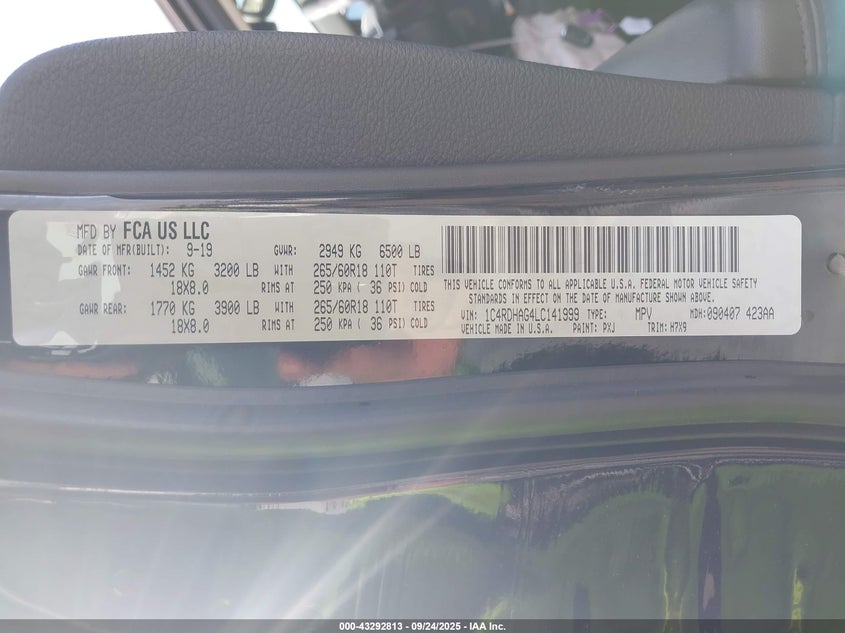 MFD BY FCA US LLC
DATE OF MFR(BUILT): 9-19 GVWR: 2949 KG 6500 LB
GAWR FRONT: 1452 KG 3200 LB WITH 265/60R18 110T TIRES
18X8.0 RIMS AT 250 KPA ( 36 PSI) COLD
GAWR REAR: 1770 KG 3900 LB WITH 265/60R18 110T TIRES
18X8.0 RIMS AT 250 KPA ( 36 PSI) COLD
THIS VEHICLE CONFORMS TO ALL APPLICABLE U.S.A. FEDERAL MOTOR VEHICLE SAFETY
STANDARDS IN EFFECT ON THE DATE OF MANUFACTURE SHOWN ABOVE.
VIN: 1C4RDHAG4LC141999 TYPE: MPV MDH: 090407 423AA
VEHICLE MADE IN U.S.A. PAINT: PXJ TRIM: H7X9
000-43292813 - 09/24/2025 - IAA Inc.